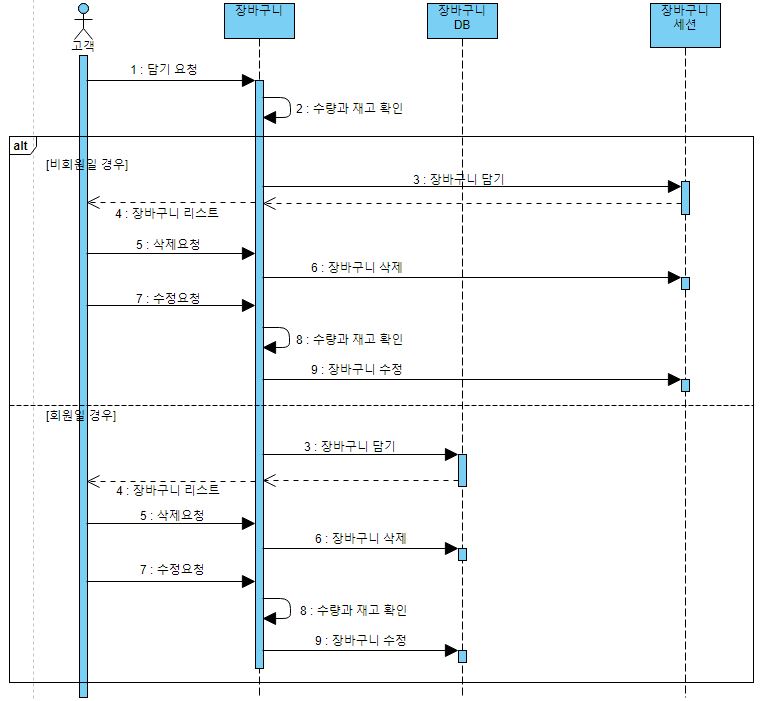 고객
장바구니
장바구니
DB
장바구니
세션
1 : 담기 요청
2 : 수량과 재고 확인
alt
[비회원일 경우]
3 : 장바구니 담기
4 : 장바구니 리스트
5 : 삭제요청
6 : 장바구니 삭제
7 : 수정요청
8 : 수량과 재고 확인
9 : 장바구니 수정
[회원일 경우]
3 : 장바구니 담기
4 : 장바구니 리스트
5 : 삭제요청
6 : 장바구니 삭제
7 : 수정요청
8 : 수량과 재고 확인
9 : 장바구니 수정